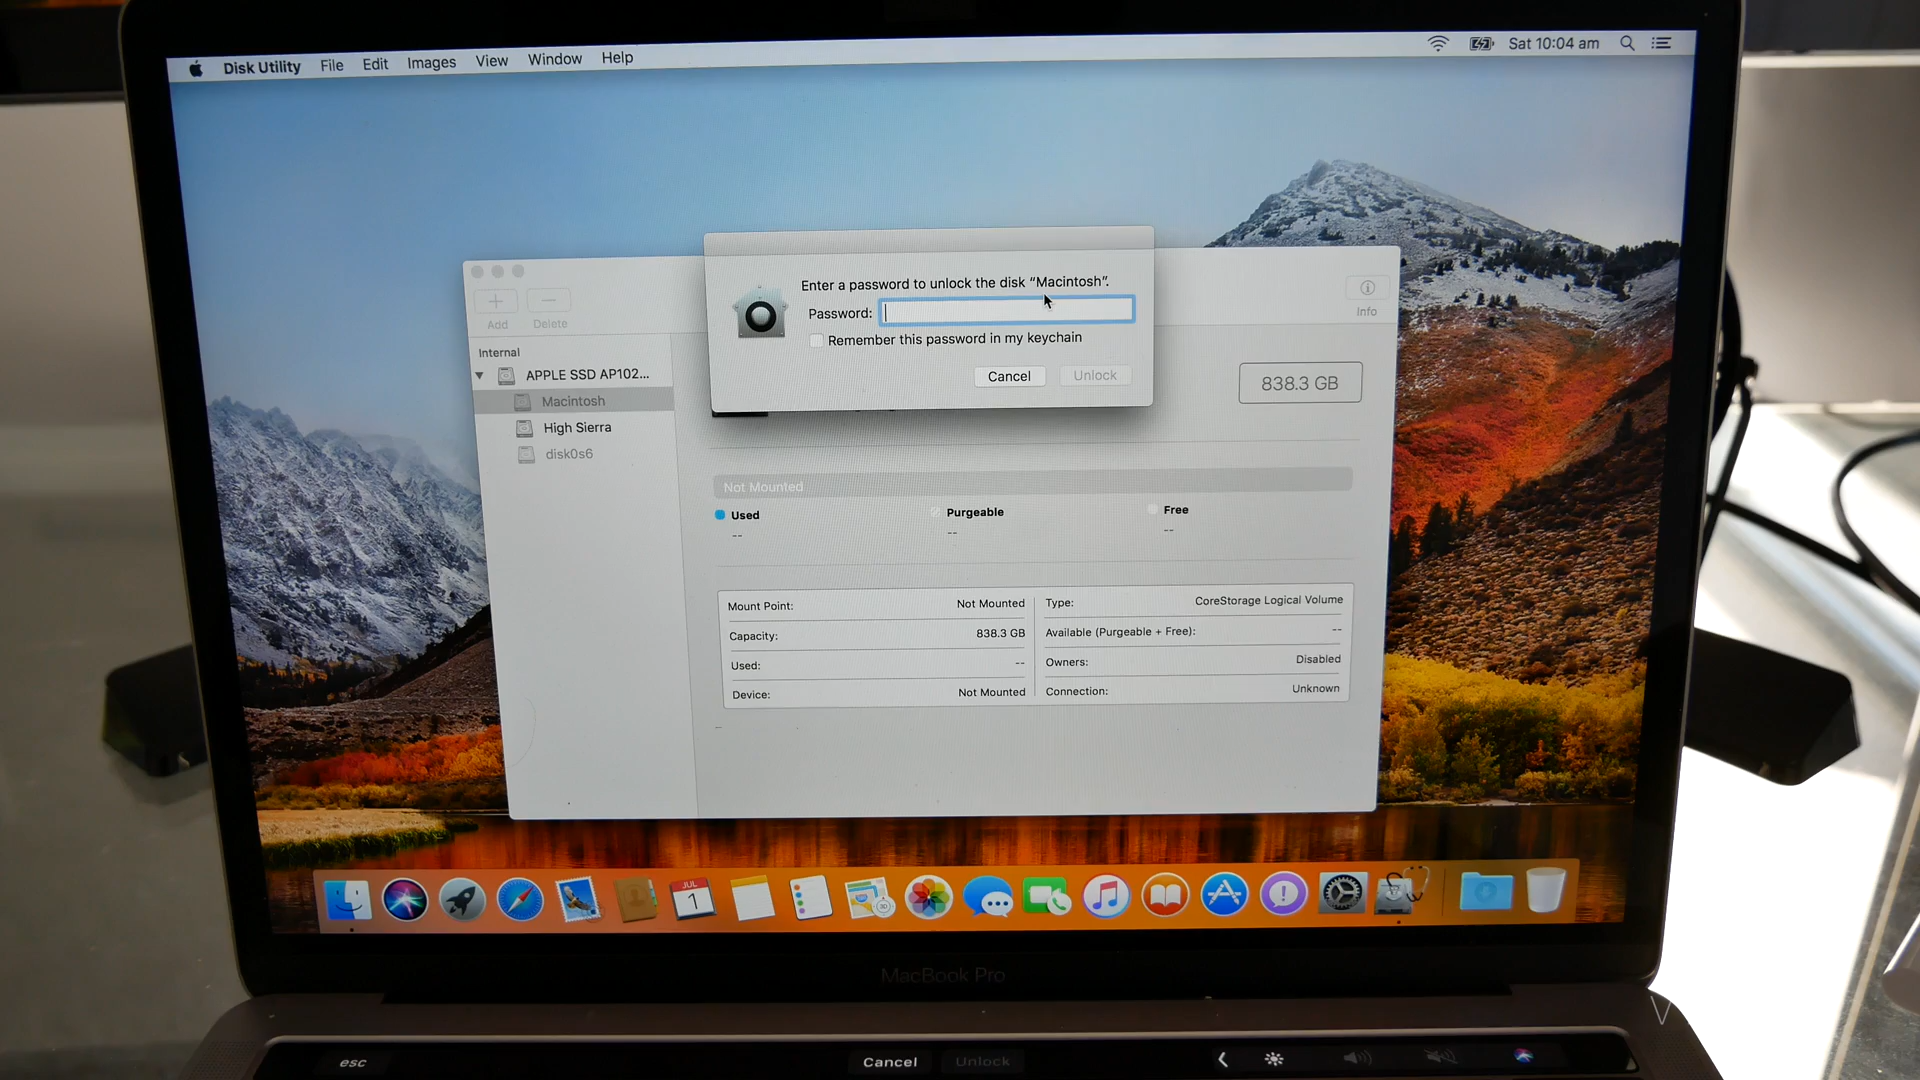 Disk Utility File Edit Images View Window Help
Sat 10:04 am
Enter a password to unlock the disk “Macintosh”.
Password:
Remember this password in my keychain
Cancel Unlock
Add Delete
Info
Internal
APPLE SSD AP102...
Macintosh
High Sierra
disk0s6
838.3 GB
Not Mounted
Used Purgeable Free
-- -- --
Mount Point: Not Mounted
Capacity: 838.3 GB
Used: --
Device: Not Mounted
Type: CoreStorage Logical Volume
Available (Purgeable + Free): --
Owners: Disabled
Connection: Unknown
JUL
1
3D
MacBook Pro
esc Cancel Unlock
V